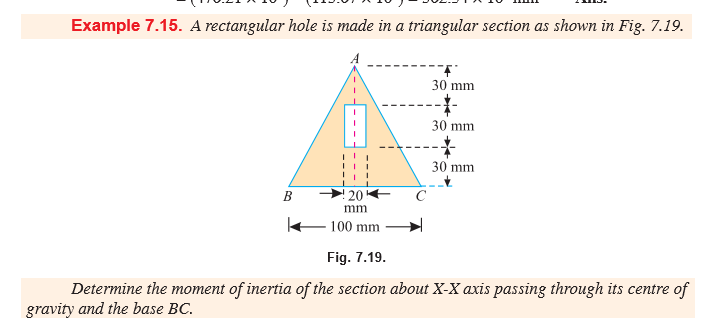 Example 7.15. A rectangular hole is made in a triangular section as shown in Fig. 7.19.
A
30 mm
30 mm
30 mm
B
20
C
mm
100 mm
Fig. 7.19.
Determine the moment of inertia of the section about X-X axis passing through its centre of
gravity and the base BC.